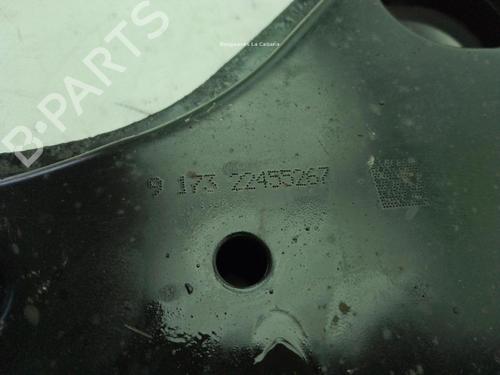 Desguaces La Cabaña
B-PARTS
9 173 22455267